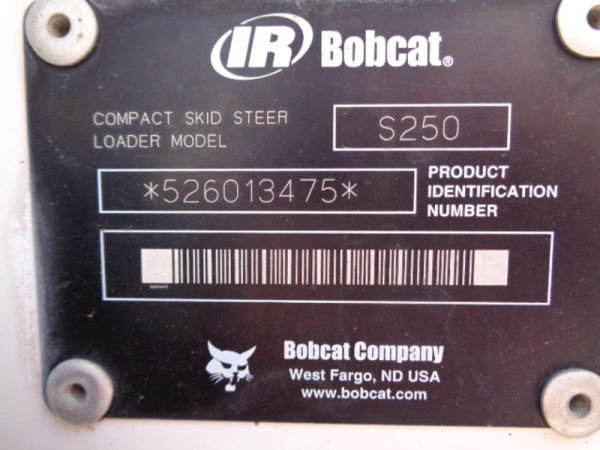 IR Bobcat®
COMPACT SKID STEER
LOADER MODEL
S250
*526013475*
PRODUCT
IDENTIFICATION
NUMBER
Bobcat Company
West Fargo, ND USA
www.bobcat.com